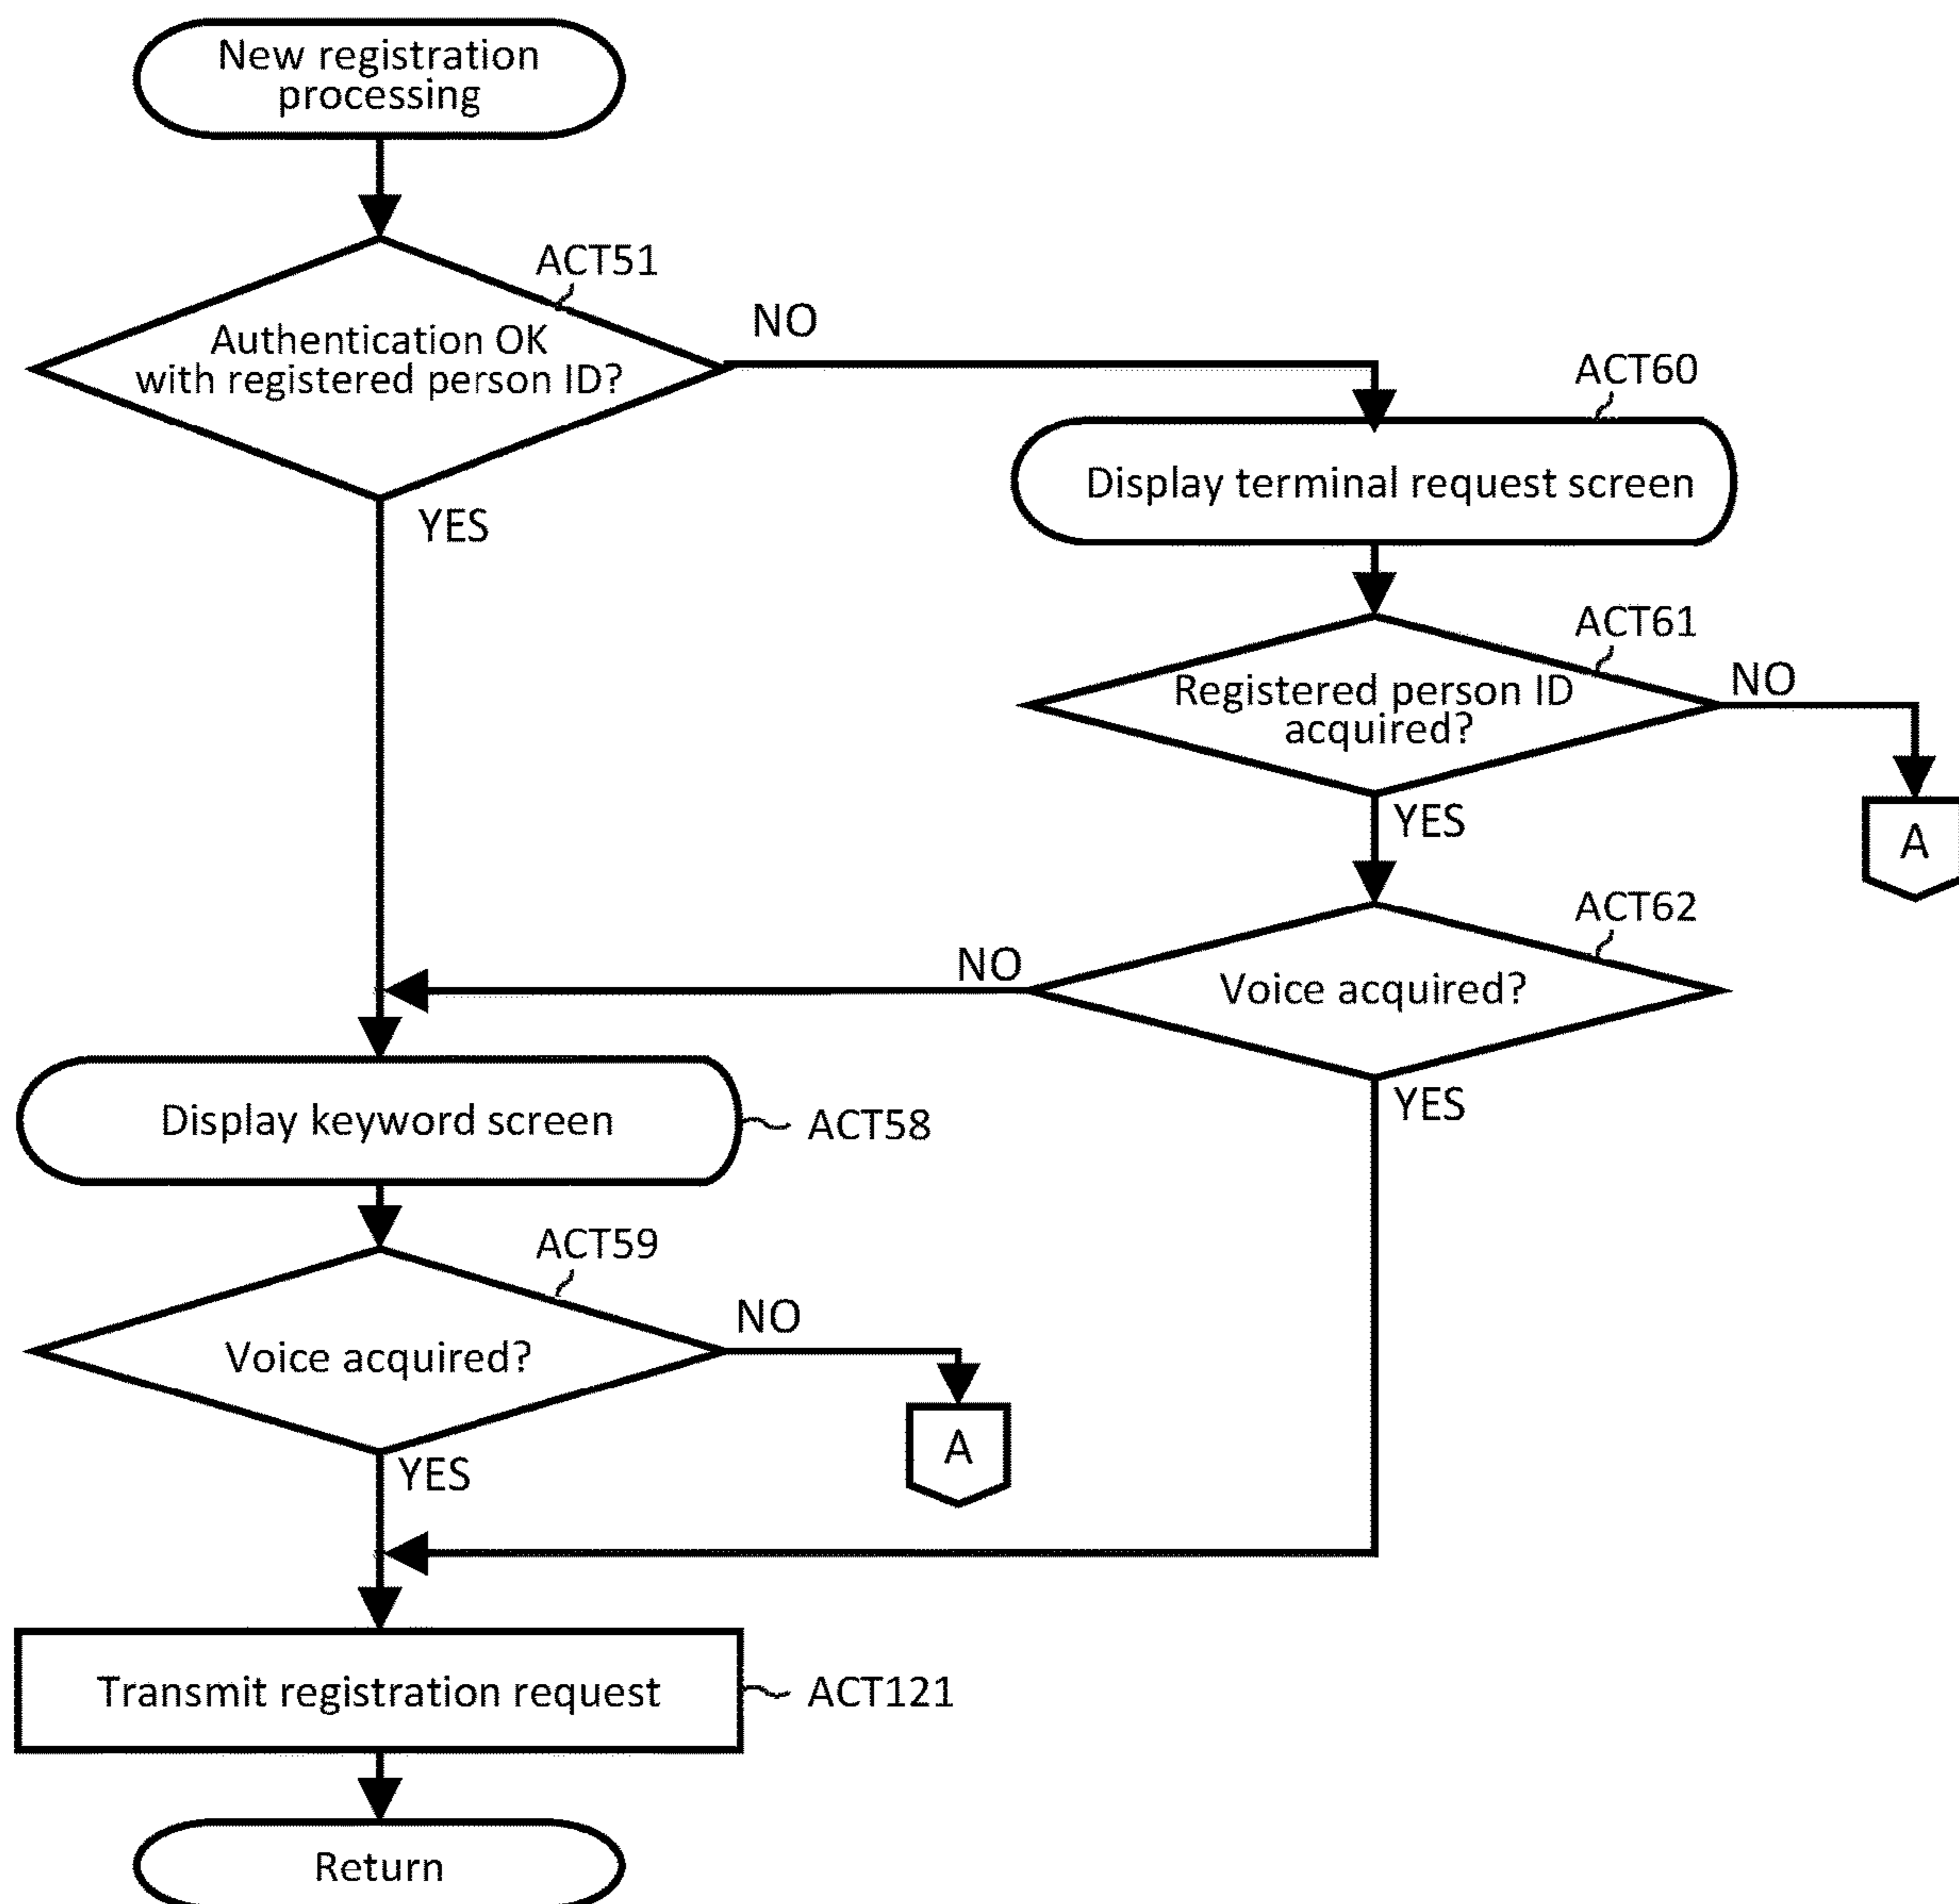 New registration
processing
ACT51
Authentication OK
with registered person ID?
NO
YES
ACT60
Display terminal request screen
ACT61
Registered person ID
acquired?
NO
A
YES
ACT62
Voice acquired?
NO
YES
Display keyword screen
ACT58
ACT59
Voice acquired?
NO
A
YES
Transmit registration request
ACT121
Return